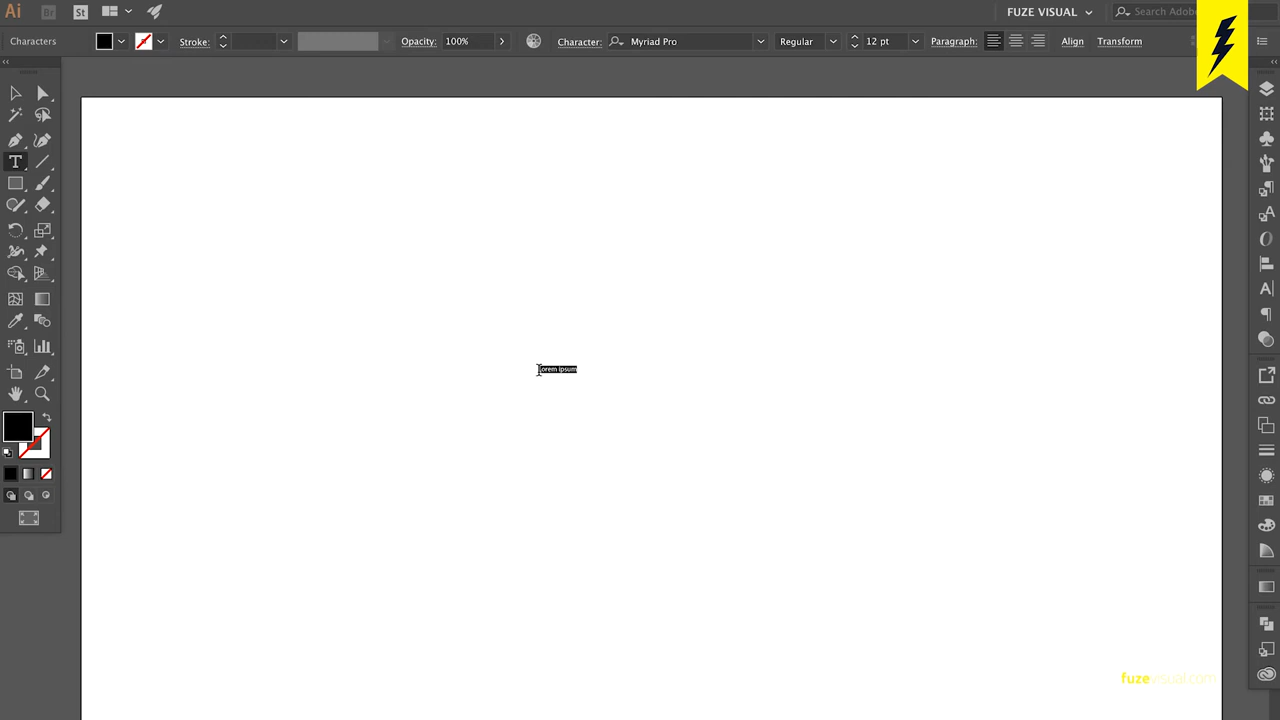 Ai Br St FUZE VISUAL Search Adobe
Characters Stroke: Opacity: 100% Character: Myriad Pro Regular 12 pt Paragraph: Align Transform
Lorem ipsum
fuzevisual.com